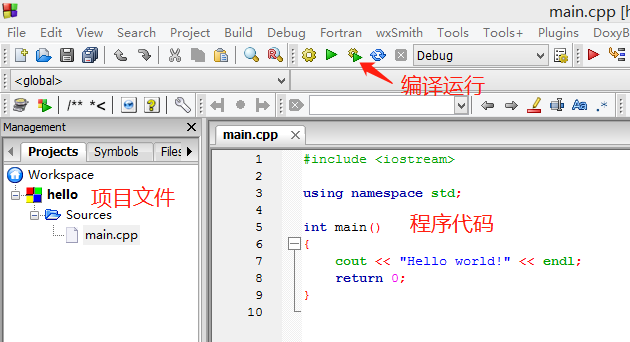 main.cpp [h
File Edit View Search Project Build Debug Fortran wxSmith Tools Tools+ Plugins DoxyB
Debug
编译运行
<global>
/** *<
Aa .*
Management
Projects Symbols Files
main.cpp
Workspace
hello
项目文件
Sources
main.cpp
1 #include <iostream>
2
3 using namespace std;
4
5 int main()
程序代码
6 {
7 cout << "Hello world!" << endl;
8 return 0;
9 }
10